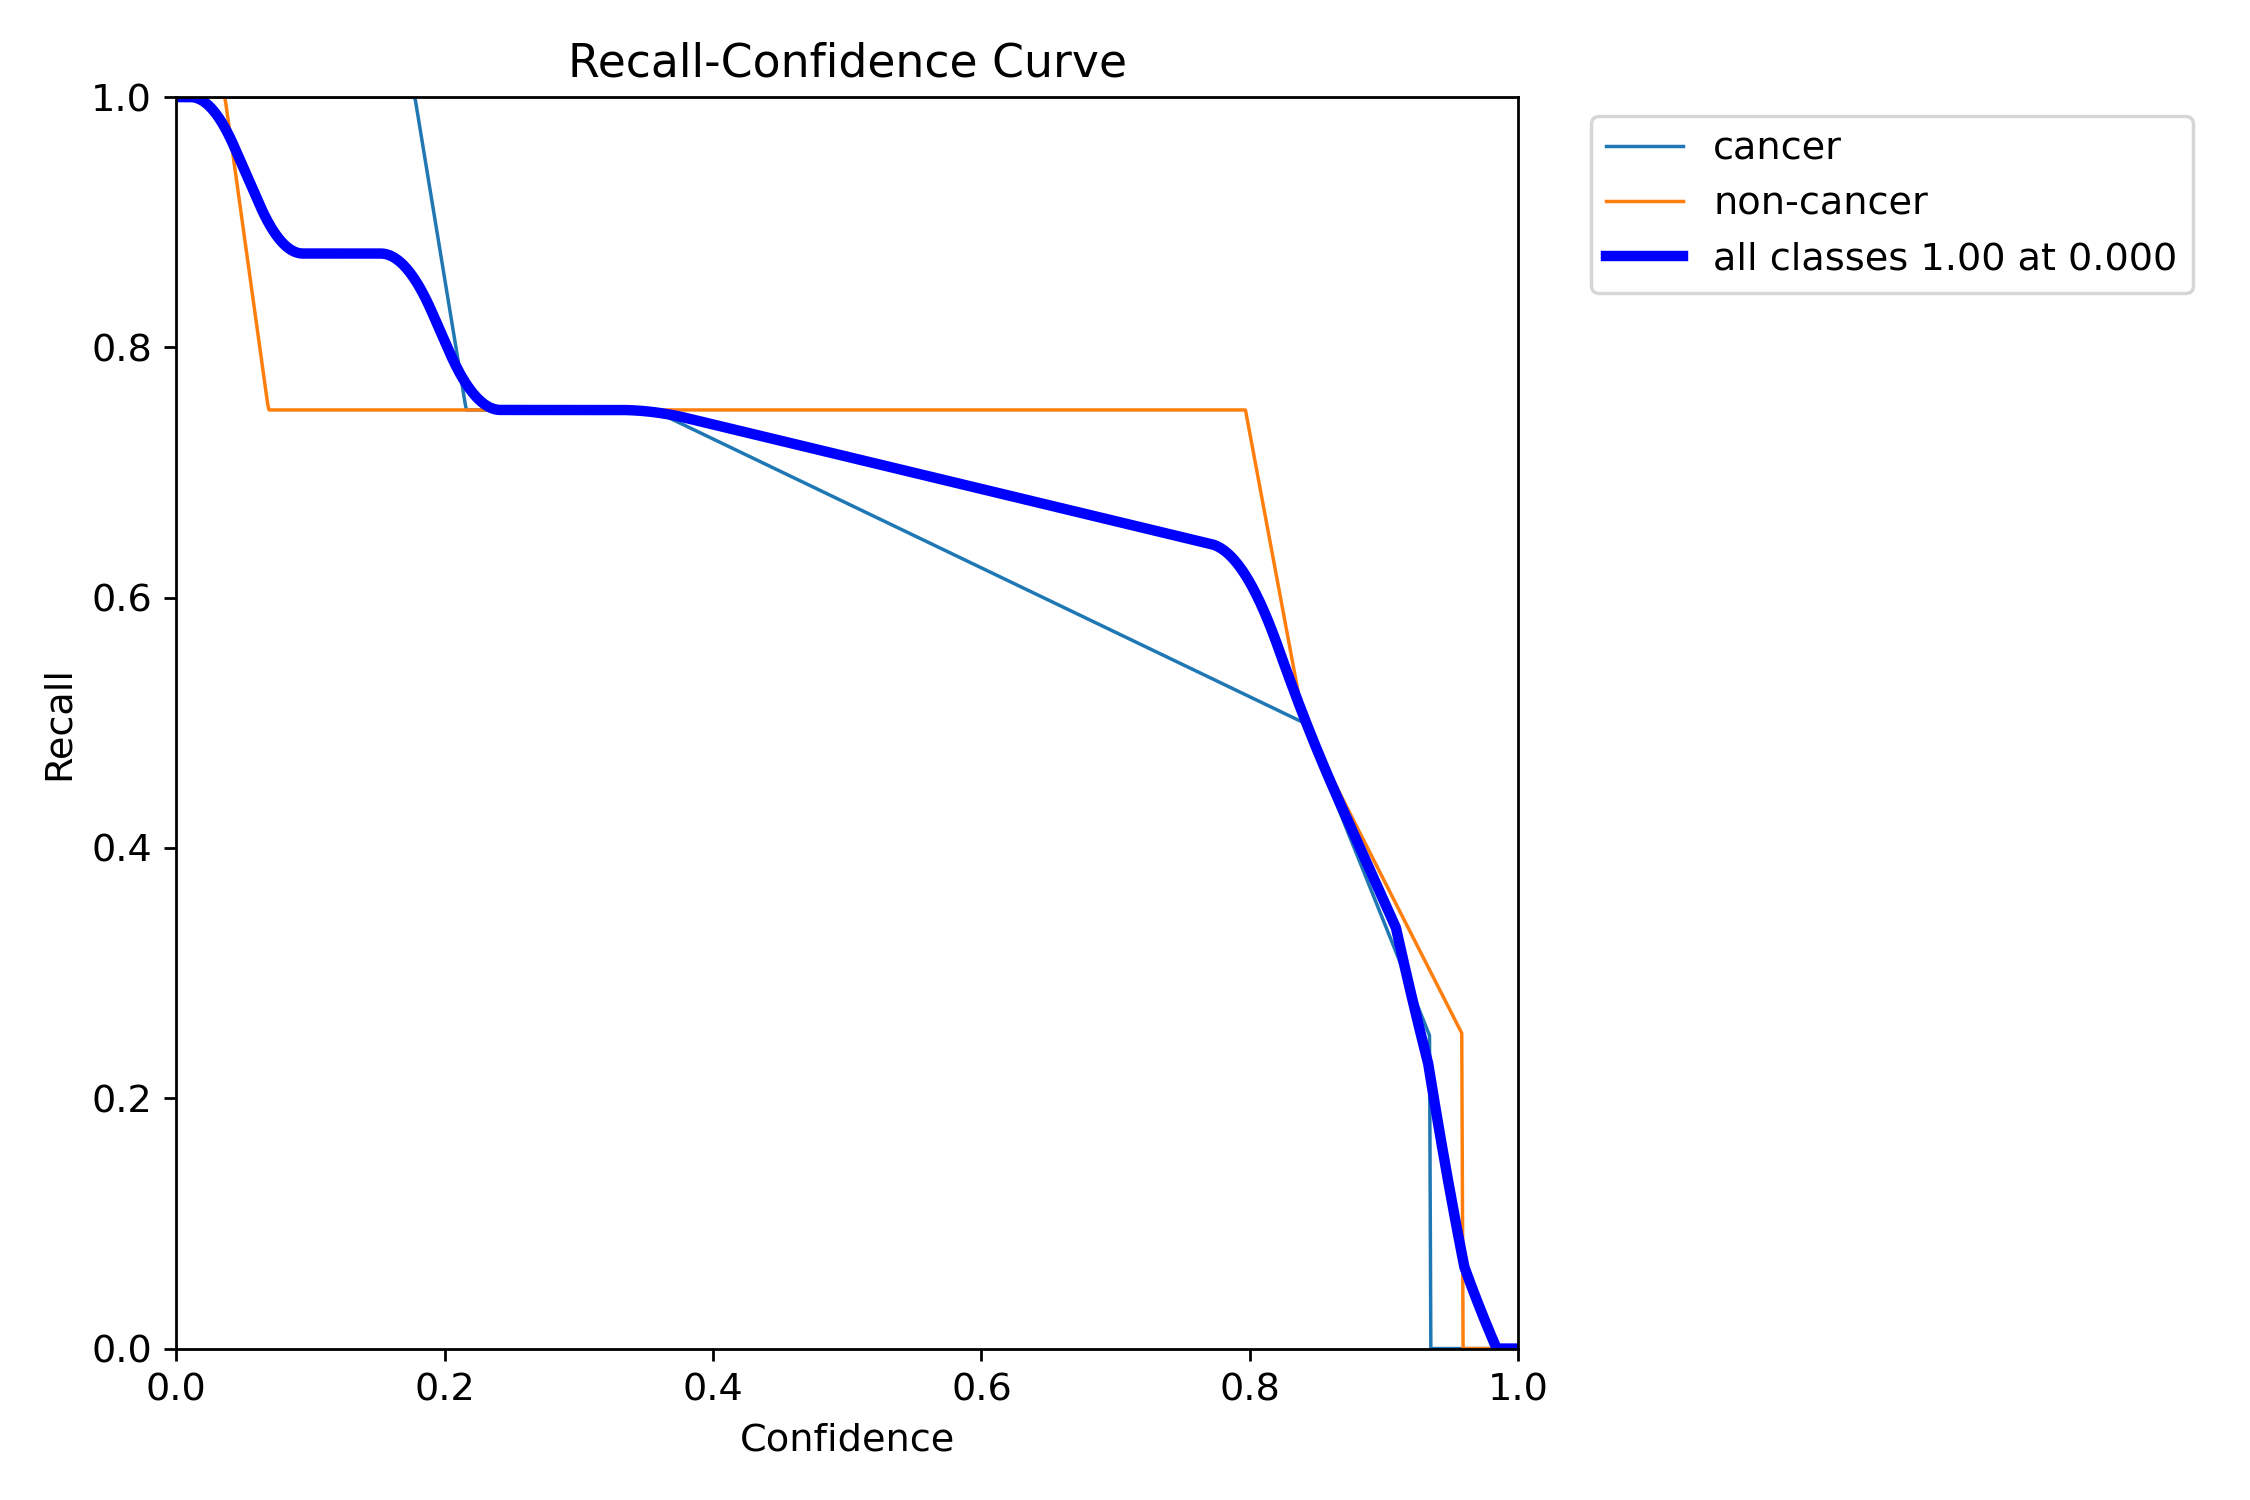 Recall-Confidence Curve
cancer
non-cancer
all classes 1.00 at 0.000
1.0
0.8
0.6
0.4
0.2
0.0
Recall
0.0 0.2 0.4 0.6 0.8 1.0
Confidence